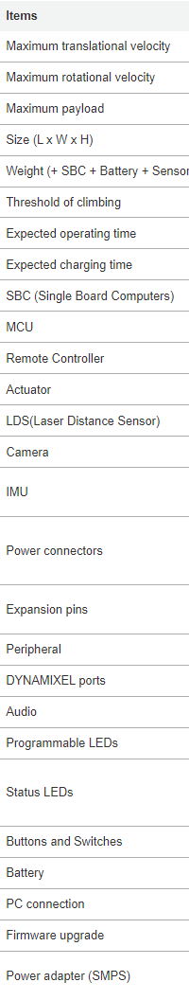 Items
Maximum translational velocity
Maximum rotational velocity
Maximum payload
Size (L x W x H)
Weight (+ SBC + Battery + Sensor
Threshold of climbing
Expected operating time
Expected charging time
SBC (Single Board Computers)
MCU
Remote Controller
Actuator
LDS(Laser Distance Sensor)
Camera
IMU
Power connectors
Expansion pins
Peripheral
DYNAMIXEL ports
Audio
Programmable LEDs
Status LEDs
Buttons and Switches
Battery
PC connection
Firmware upgrade
Power adapter (SMPS)